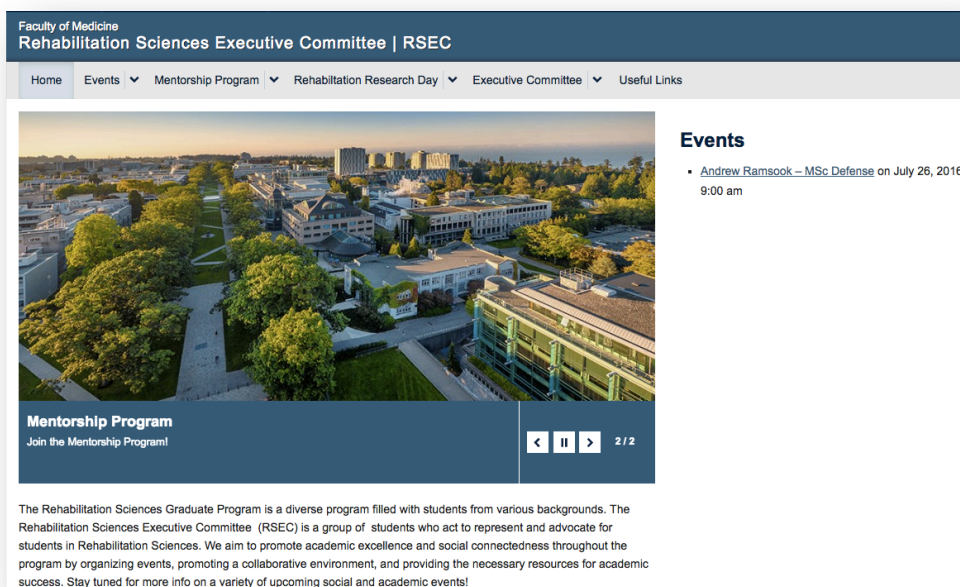 Faculty of Medicine
Rehabilitation Sciences Executive Committee | RSEC
Home Events Mentorship Program Rehabiltation Research Day Executive Committee Useful Links
Events
Andrew Ramsook – MSc Defense on July 26, 2016
9:00 am
Mentorship Program
Join the Mentorship Program!
2 / 2
The Rehabilitation Sciences Graduate Program is a diverse program filled with students from various backgrounds. The
Rehabilitation Sciences Executive Committee (RSEC) is a group of students who act to represent and advocate for
students in Rehabilitation Sciences. We aim to promote academic excellence and social connectedness throughout the
program by organizing events, promoting a collaborative environment, and providing the necessary resources for academic
success. Stay tuned for more info on a variety of upcoming social and academic events!